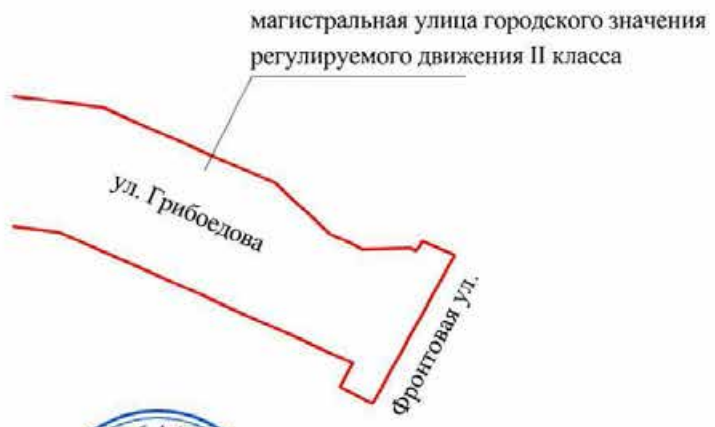 магистральная улица городского значения
регулируемого движения II класса
ул. Грибоедова
Фронтовая ул.